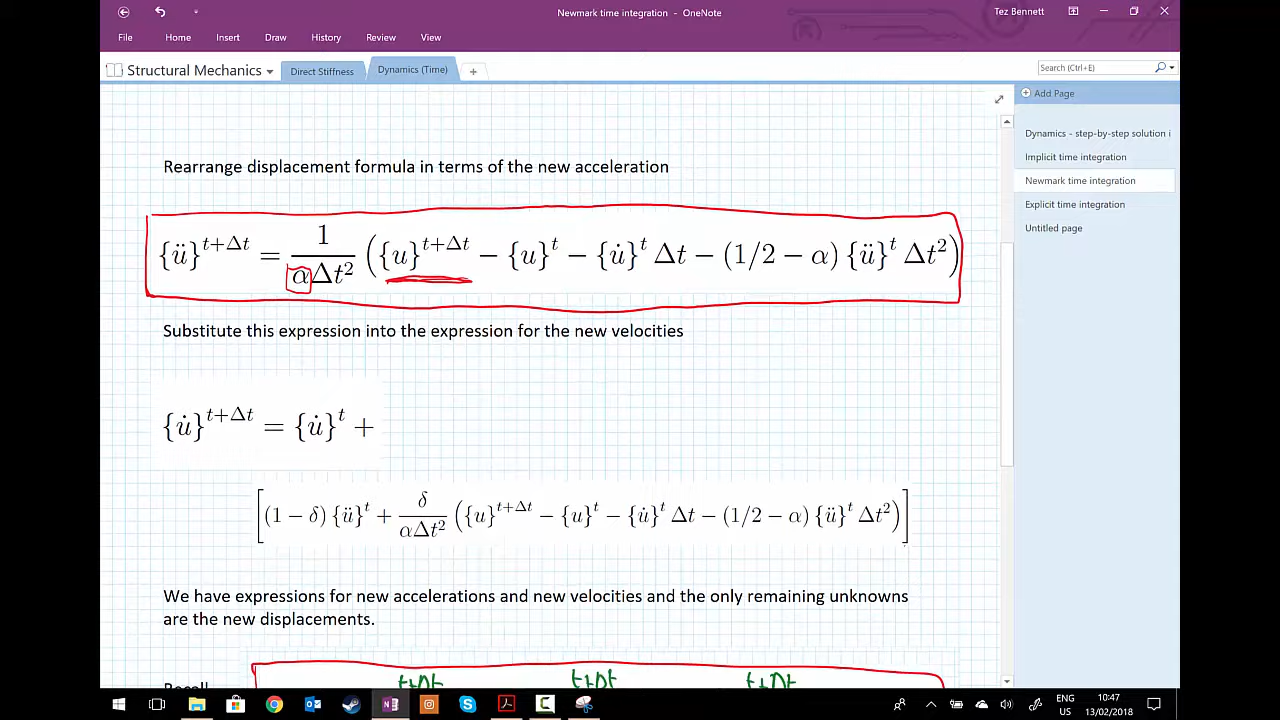 Newmark time integration - OneNote
Tez Bennett
File Home Insert Draw History Review View
Structural Mechanics Direct Stiffness Dynamics (Time) +
Search (Ctrl+E)
Add Page
Dynamics - step-by-step solution i
Implicit time integration
Newmark time integration
Explicit time integration
Untitled page
Rearrange displacement formula in terms of the new acceleration
{ü}^{t+Δt} = 1/(αΔt²) ({u}^{t+Δt} − {u}^t − {u̇}^t Δt − (1/2 − α) {ü}^t Δt²)
Substitute this expression into the expression for the new velocities
{u̇}^{t+Δt} = {u̇}^t +
[(1 − δ) {ü}^t + δ/(αΔt²) ({u}^{t+Δt} − {u}^t − {u̇}^t Δt − (1/2 − α) {ü}^t Δt²)]
We have expressions for new accelerations and new velocities and the only remaining unknowns
are the new displacements.
t+Δt t+Δt t+Δt
Recall
ENG
US
10:47
13/02/2018